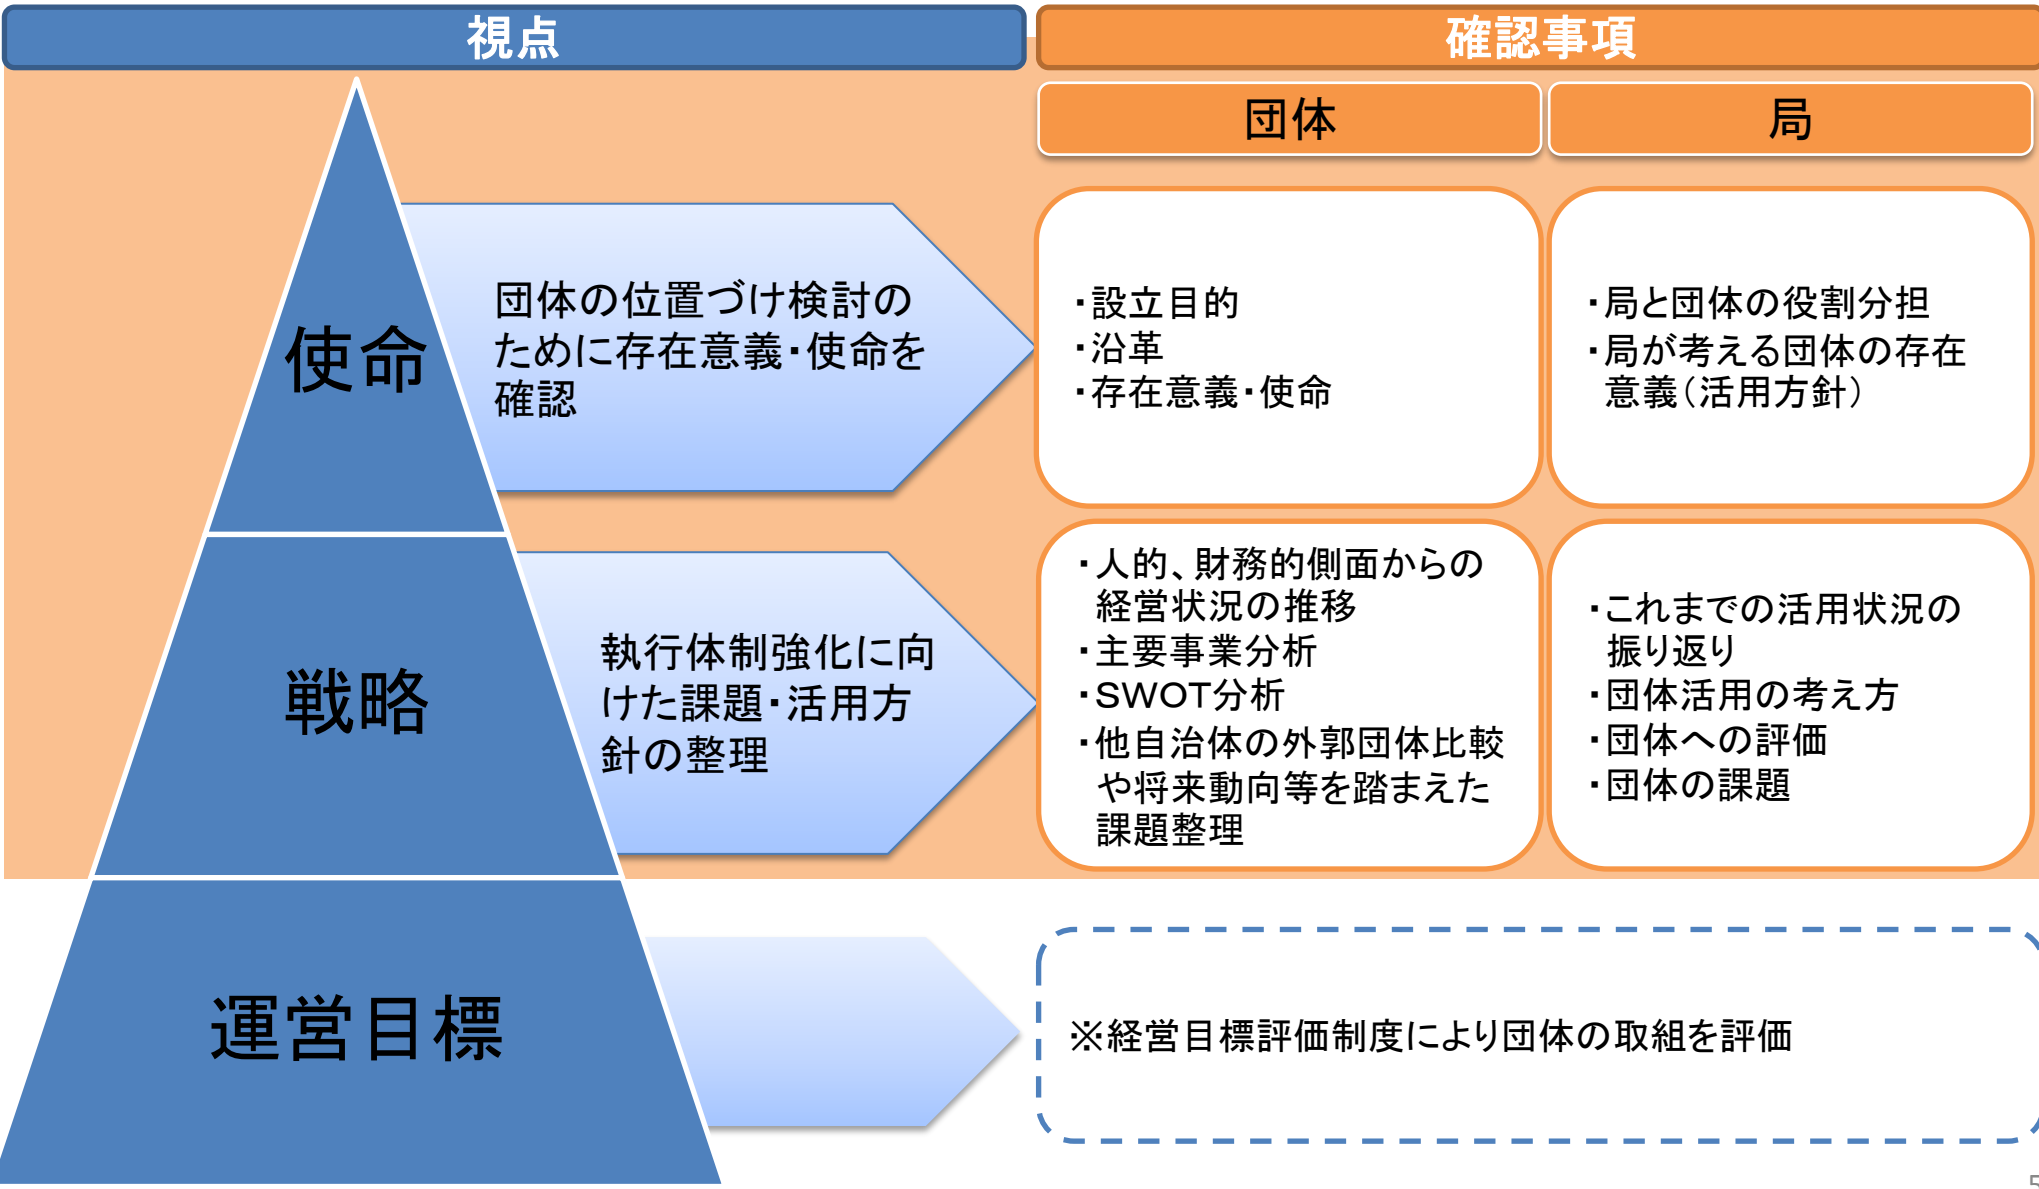 視点
確認事項
団体
局
使命
団体の位置づけ検討の
ために存在意義・使命を
確認
・設立目的
・沿革
・存在意義・使命
・局と団体の役割分担
・局が考える団体の存在
意義（活用方針）
戦略
執行体制強化に向
けた課題・活用方
針の整理
・人的、財務的側面からの
経営状況の推移
・主要事業分析
・SWOT分析
・他自治体の外郭団体比較
や将来動向等を踏まえた
課題整理
・これまでの活用状況の
振り返り
・団体活用の考え方
・団体への評価
・団体の課題
運営目標
※経営目標評価制度により団体の取組を評価